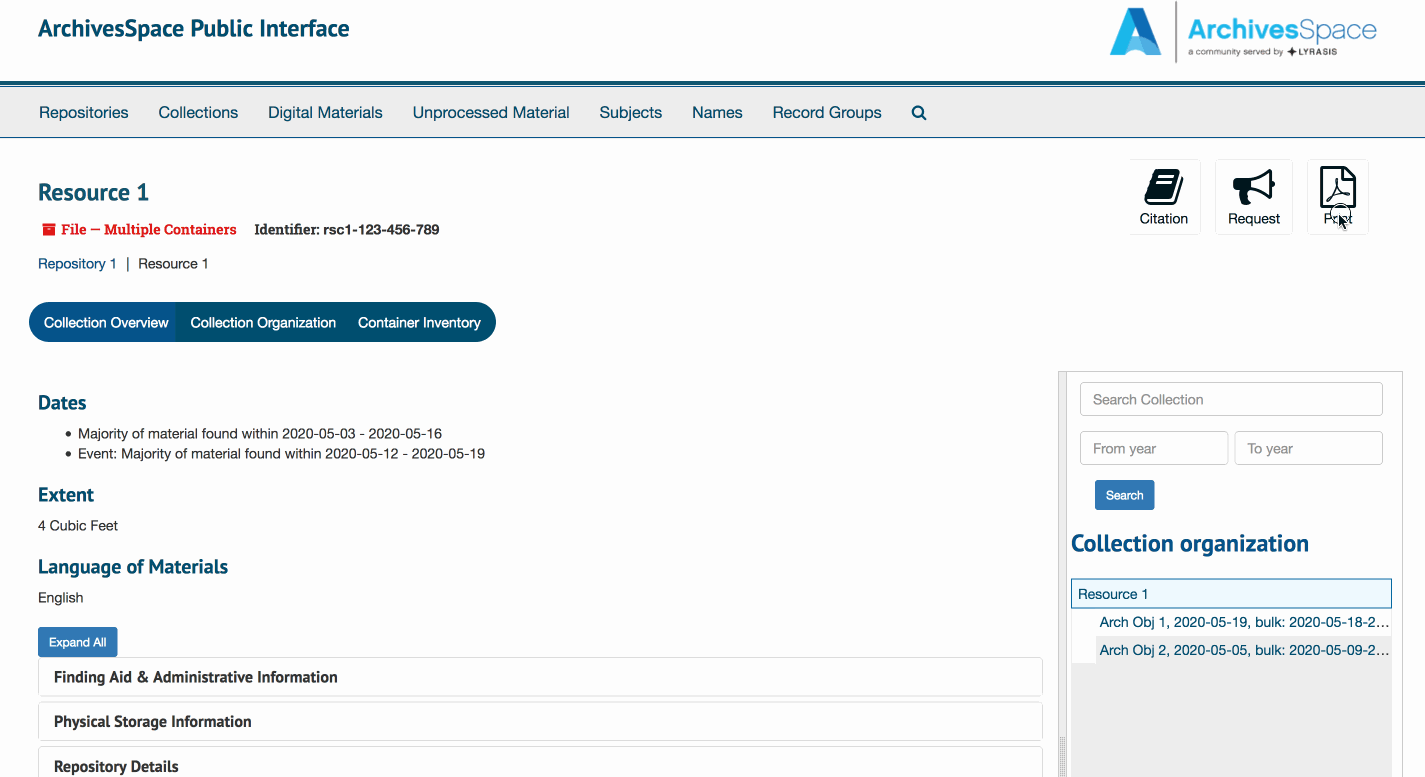 ArchivesSpace Public Interface
ArchivesSpace
a community served by LYRASIS
Repositories Collections Digital Materials Unprocessed Material Subjects Names Record Groups
Citation Request Print
Resource 1
File — Multiple Containers Identifier: rsc1-123-456-789
Repository 1 | Resource 1
Collection Overview Collection Organization Container Inventory
Dates
• Majority of material found within 2020-05-03 - 2020-05-16
• Event: Majority of material found within 2020-05-12 - 2020-05-19
Extent
4 Cubic Feet
Language of Materials
English
Expand All
Finding Aid & Administrative Information
Physical Storage Information
Repository Details
Search Collection
From year To year
Search
Collection organization
Resource 1
Arch Obj 1, 2020-05-19, bulk: 2020-05-18-2...
Arch Obj 2, 2020-05-05, bulk: 2020-05-09-2...